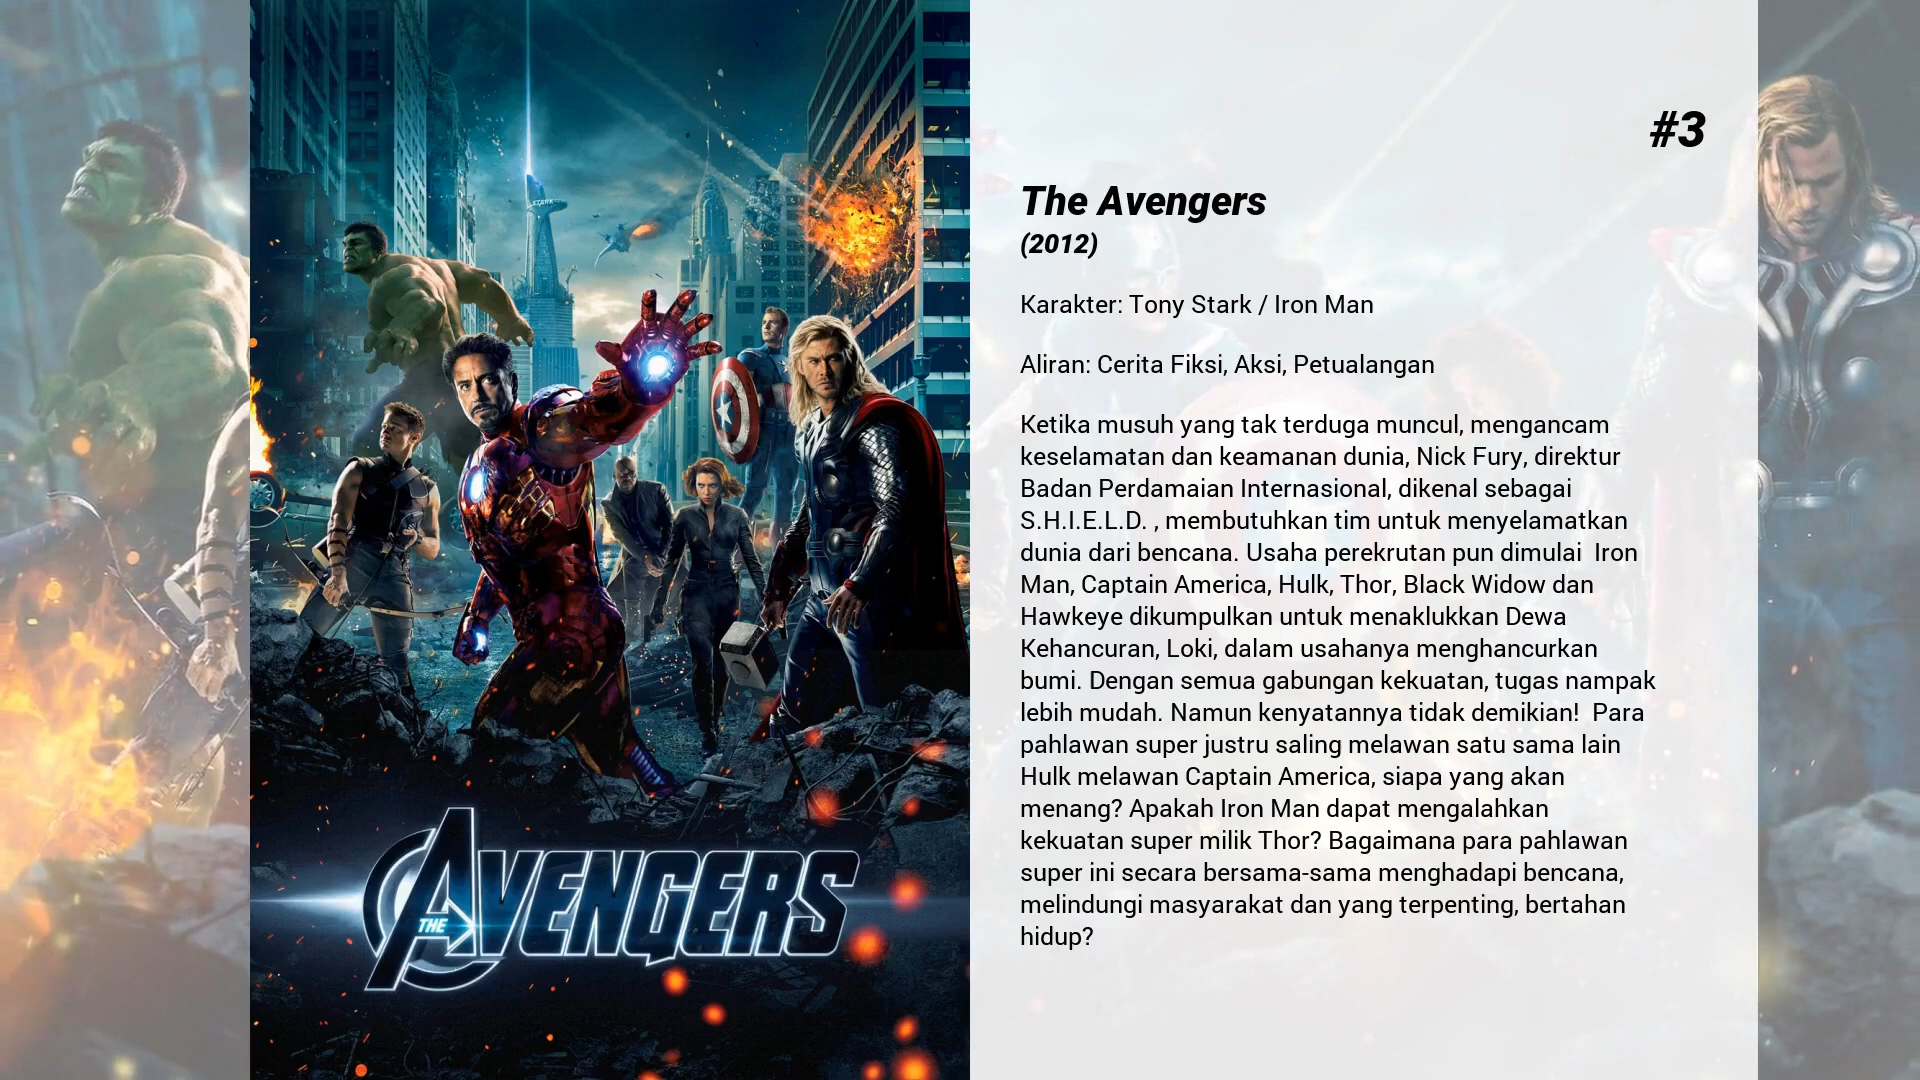 STARK
THE AVENGERS
#3
The Avengers
(2012)
Karakter: Tony Stark / Iron Man
Aliran: Cerita Fiksi, Aksi, Petualangan
Ketika musuh yang tak terduga muncul, mengancam
keselamatan dan keamanan dunia, Nick Fury, direktur
Badan Perdamaian Internasional, dikenal sebagai
S.H.I.E.L.D. , membutuhkan tim untuk menyelamatkan
dunia dari bencana. Usaha perekrutan pun dimulai  Iron
Man, Captain America, Hulk, Thor, Black Widow dan
Hawkeye dikumpulkan untuk menaklukkan Dewa
Kehancuran, Loki, dalam usahanya menghancurkan
bumi. Dengan semua gabungan kekuatan, tugas nampak
lebih mudah. Namun kenyatannya tidak demikian!  Para
pahlawan super justru saling melawan satu sama lain
Hulk melawan Captain America, siapa yang akan
menang? Apakah Iron Man dapat mengalahkan
kekuatan super milik Thor? Bagaimana para pahlawan
super ini secara bersama-sama menghadapi bencana,
melindungi masyarakat dan yang terpenting, bertahan
hidup?